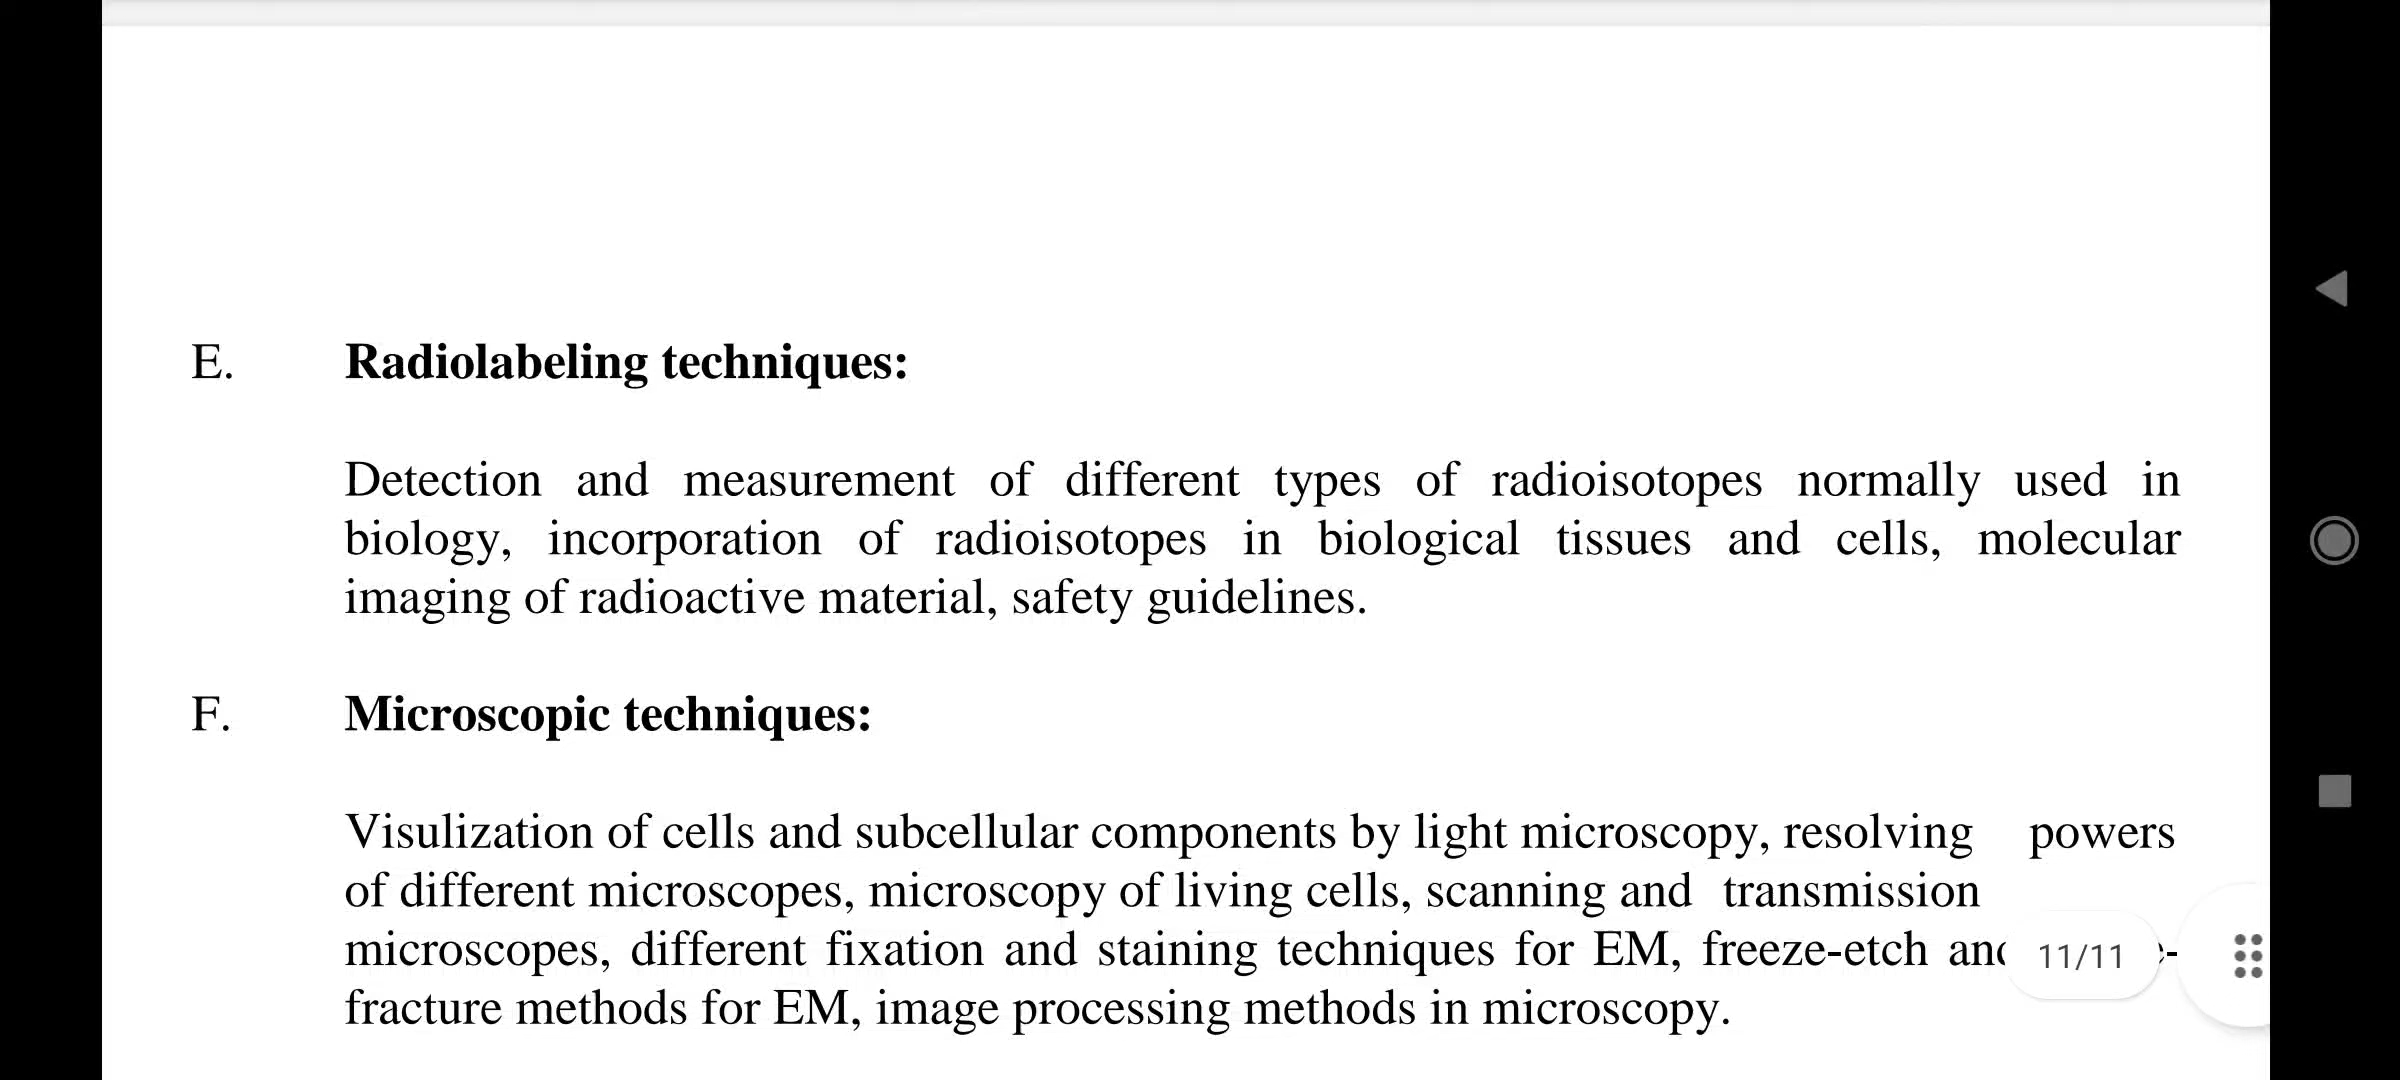 E. Radiolabeling techniques:
Detection and measurement of different types of radioisotopes normally used in
biology, incorporation of radioisotopes in biological tissues and cells, molecular
imaging of radioactive material, safety guidelines.
F. Microscopic techniques:
Visulization of cells and subcellular components by light microscopy, resolving powers
of different microscopes, microscopy of living cells, scanning and transmission
microscopes, different fixation and staining techniques for EM, freeze-etch
fracture methods for EM, image processing methods in microscopy.
11/11